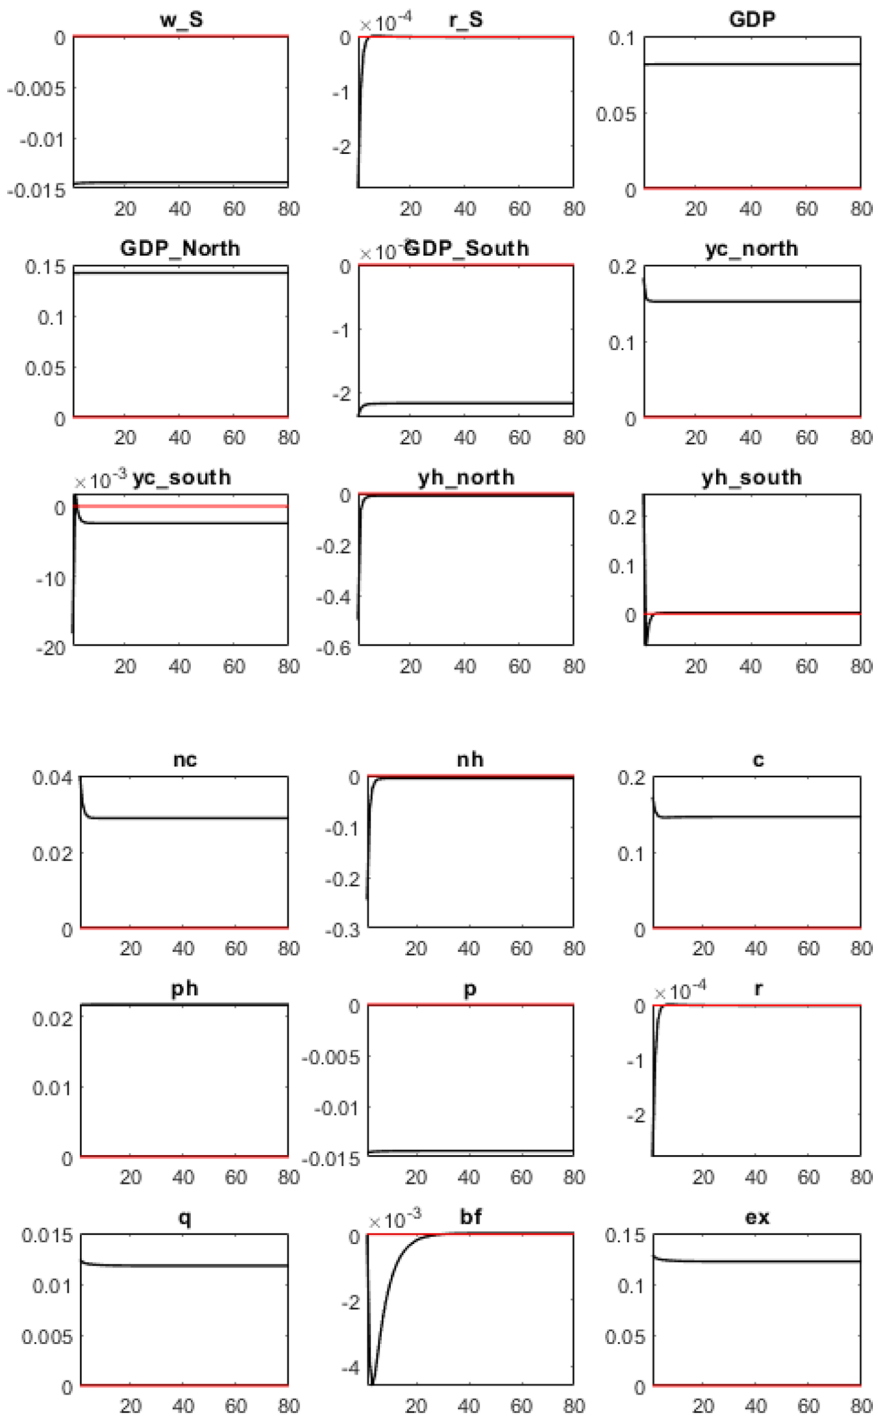 w_S r_S GDP
0 ×10⁻⁴ 0 0.1
-0.005 -1 0.05
-0.01 -2
-0.015 0
20 40 60 80 20 40 60 80 20 40 60 80
GDP_North GDP_South yc_north
0.15 ×10 0 0.2
0.1 -1 0.1
0.05 -2
0 0
20 40 60 80 20 40 60 80 20 40 60 80
yc_south yh_north yh_south
×10⁻³ 0 0.2
0 -0.2 0.1
-10 -0.4 0
-20 -0.6
20 40 60 80 20 40 60 80 20 40 60 80
nc nh c
0.04 0 0.2
0.02 -0.1 0.1
-0.2
0 -0.3 0
20 40 60 80 20 40 60 80 20 40 60 80
ph p r
0.02 0 ×10⁻⁴ 0
0.01 -0.005 -1
-0.01 -2
0 -0.015
20 40 60 80 20 40 60 80 20 40 60 80
q bf ex
0.015 ×10⁻³ 0 0.15
0.01 -2 0.1
0.005 -4 0.05
0 0
20 40 60 80 20 40 60 80 20 40 60 80